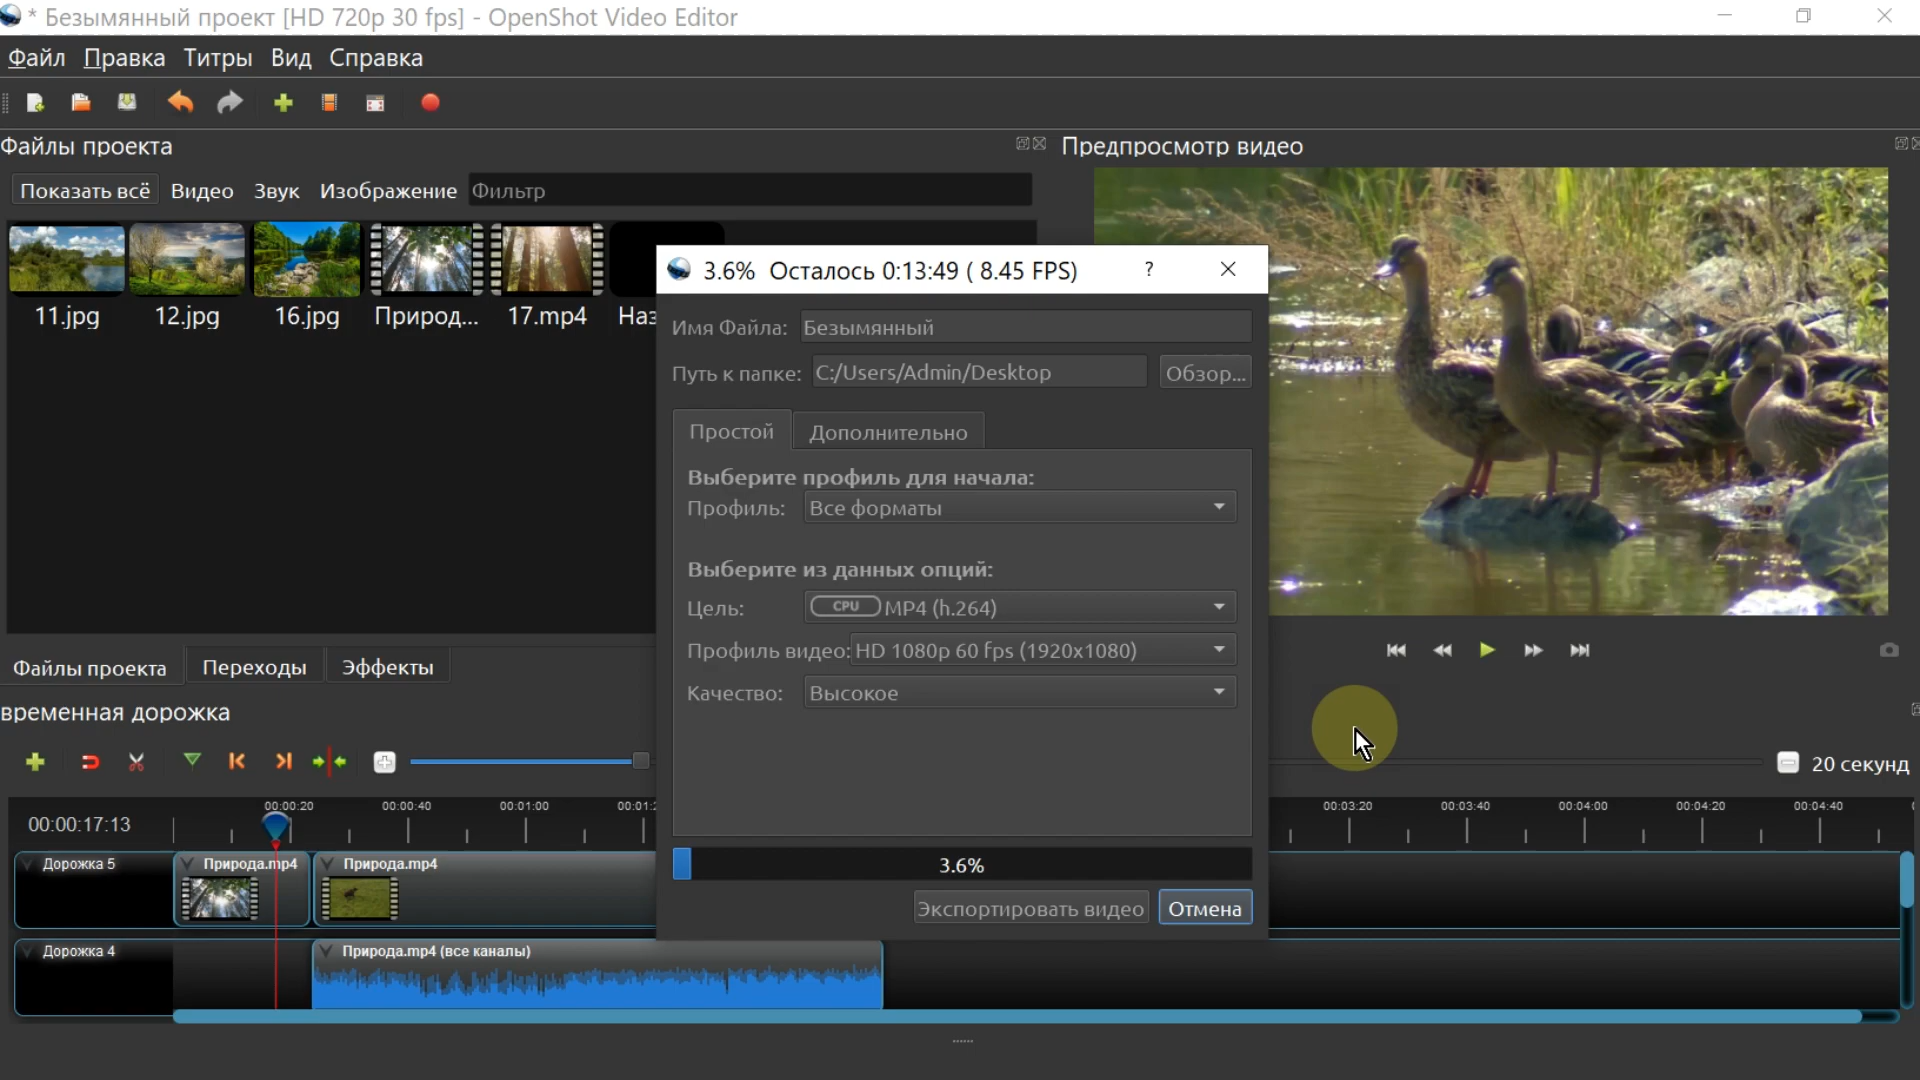 * Безымянный проект [HD 720p 30 fps] - OpenShot Video Editor
Файл Правка Титры Вид Справка
Файлы проекта
Предпросмотр видео
Показать всё Видео Звук Изображение Фильтр
11.jpg 12.jpg 16.jpg Природ... 17.mp4 Наз
3.6% Осталось 0:13:49 ( 8.45 FPS) ?
Имя Файла: Безымянный
Путь к папке: C:/Users/Admin/Desktop Обзор...
Простой Дополнительно
Выберите профиль для начала:
Профиль: Все форматы
Выберите из данных опций:
Цель: CPU MP4 (h.264)
Профиль видео: HD 1080p 60 fps (1920x1080)
Качество: Высокое
3.6%
Экспортировать видео Отмена
Файлы проекта Переходы Эффекты
временная дорожка
20 секунд
00:00:17:13
00:00:20 00:00:40 00:01:00 00:01:2 00:03:20 00:03:40 00:04:00 00:04:20 00:04:40
Дорожка 5 Природа.mp4 Природа.mp4
Дорожка 4 Природа.mp4 (все каналы)